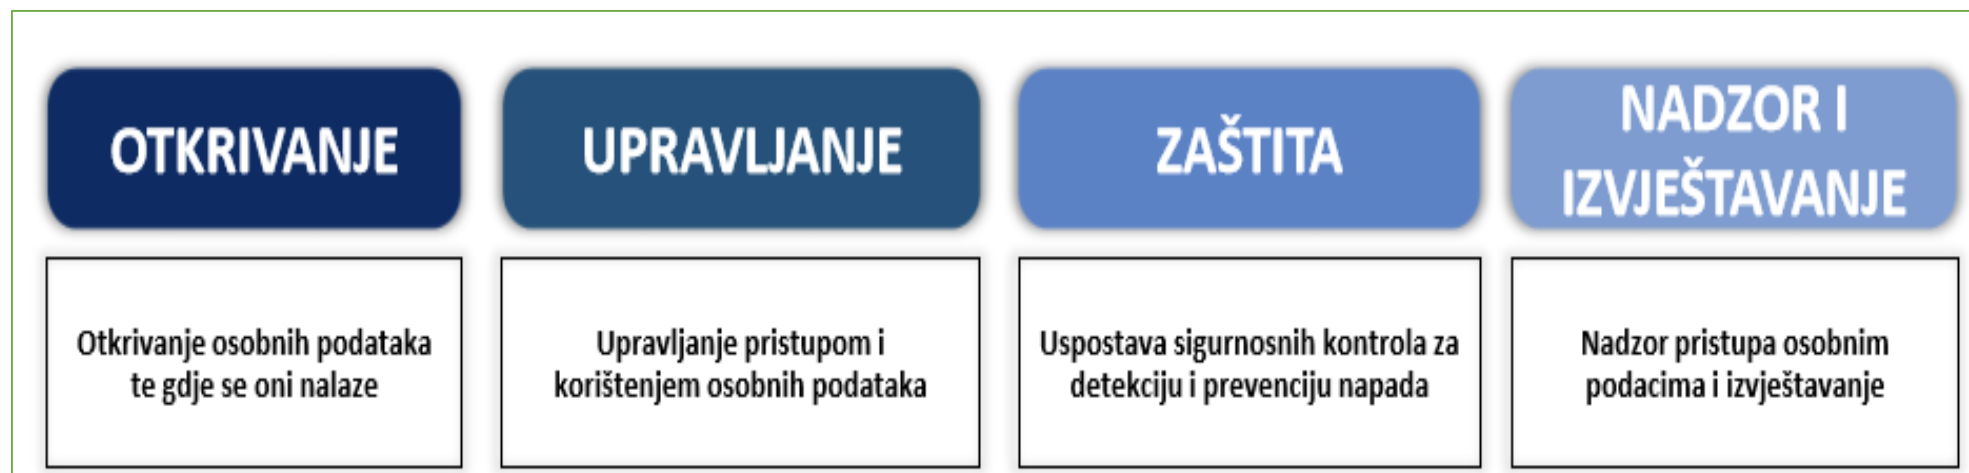 OTKRIVANJE
UPRAVLJANJE
ZAŠTITA
NADZOR I
IZVJEŠTAVANJE
Otkrivanje osobnih podataka
te gdje se oni nalaze
Upravljanje pristupom i
korištenjem osobnih podataka
Uspostava sigurnosnih kontrola za
detekciju i prevenciju napada
Nadzor pristupa osobnim
podacima i izvještavanje